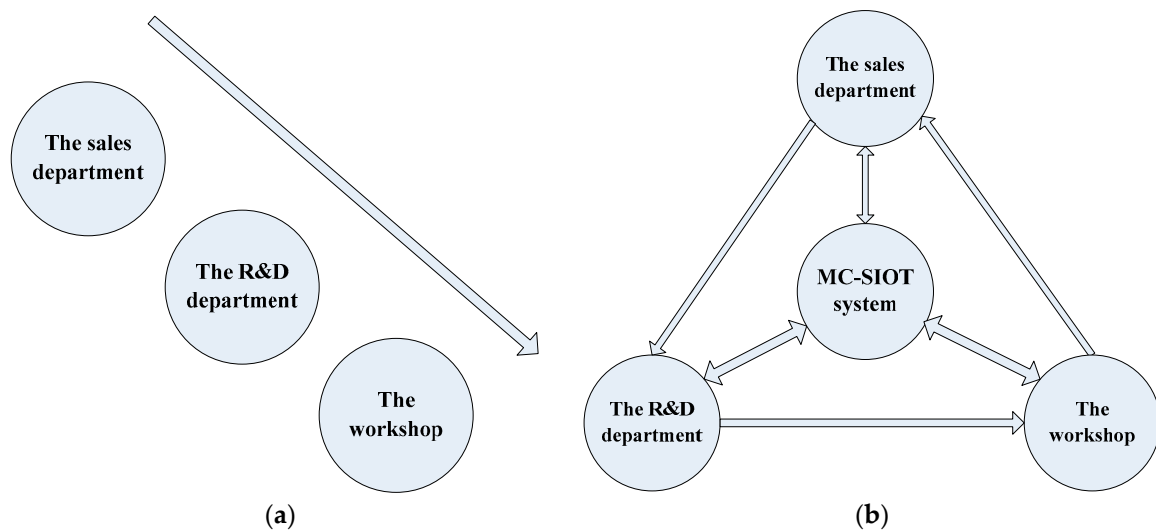 The sales
department
The R&D
department
The
workshop
(a)
The sales
department
MC-SIOT
system
The R&D
department
The
workshop
(b)